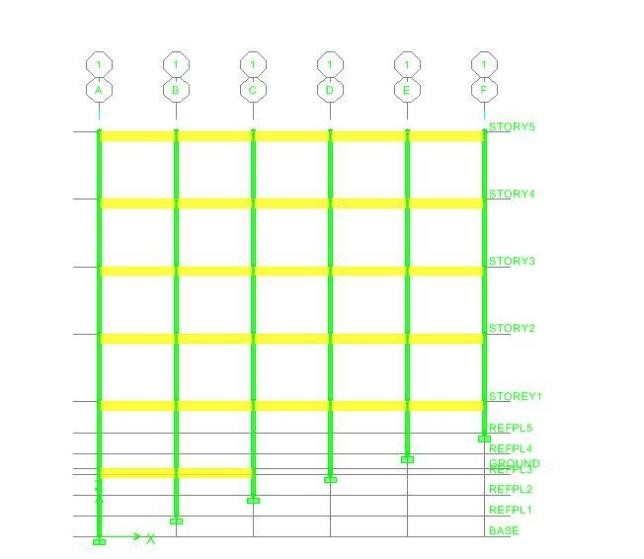 1 1 1 1 1 1
A B C D E F
STORY5
STORY4
STORY3
STORY2
STOREY1
REFPL5
REFPL4
GROUND
REFPL3
Z
REFPL2
REFPL1
BASE
X